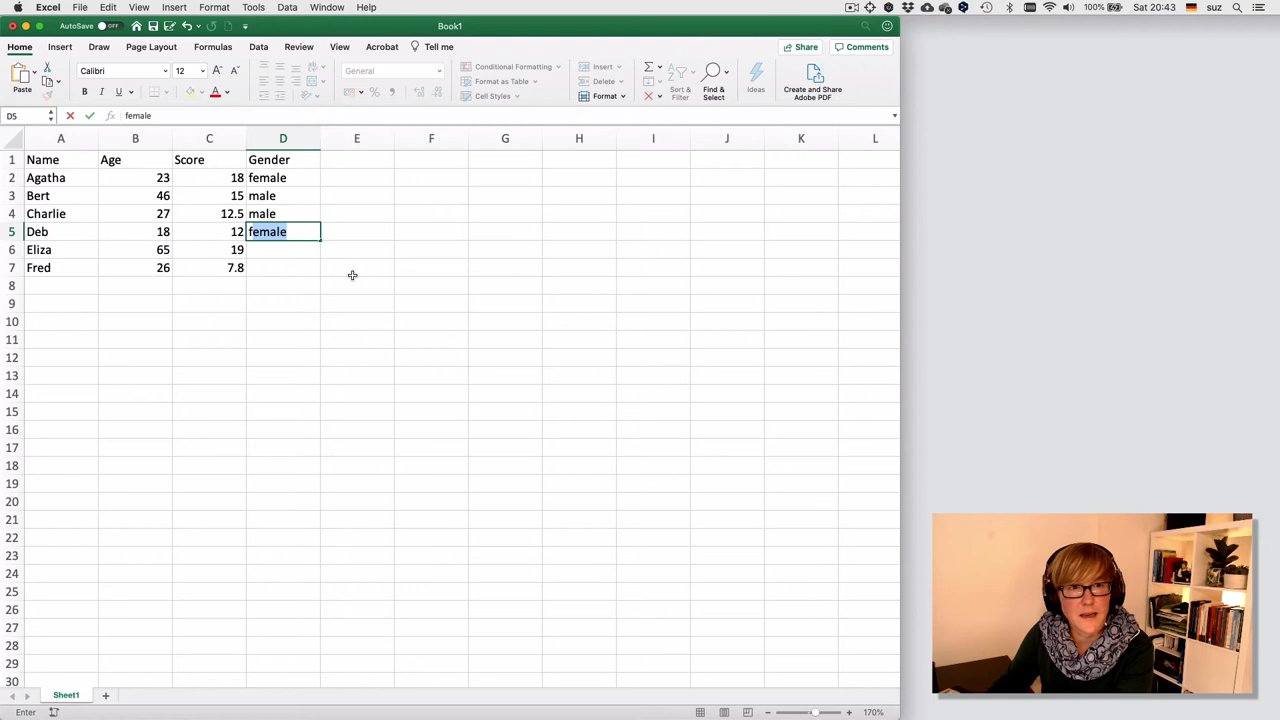 Excel File Edit View Insert Format Tools Data Window Help 100% Sat 20:43 suz
AutoSave OFF Book1
Home Insert Draw Page Layout Formulas Data Review View Acrobat Tell me Share Comments
Paste Calibri 12 A A General Conditional Formatting Insert Sort & Filter Find & Select Ideas Create and Share Adobe PDF
B I U A % Format as Table Delete
Cell Styles Format
D5 fx female
A B C D E F G H I J K L
1 Name Age Score Gender
2 Agatha 23 18 female
3 Bert 46 15 male
4 Charlie 27 12.5 male
5 Deb 18 12 female
6 Eliza 65 19
7 Fred 26 7.8
8
9
10
11
12
13
14
15
16
17
18
19
20
21
22
23
24
25
26
27
28
29
30
Sheet1 +
Enter 170%